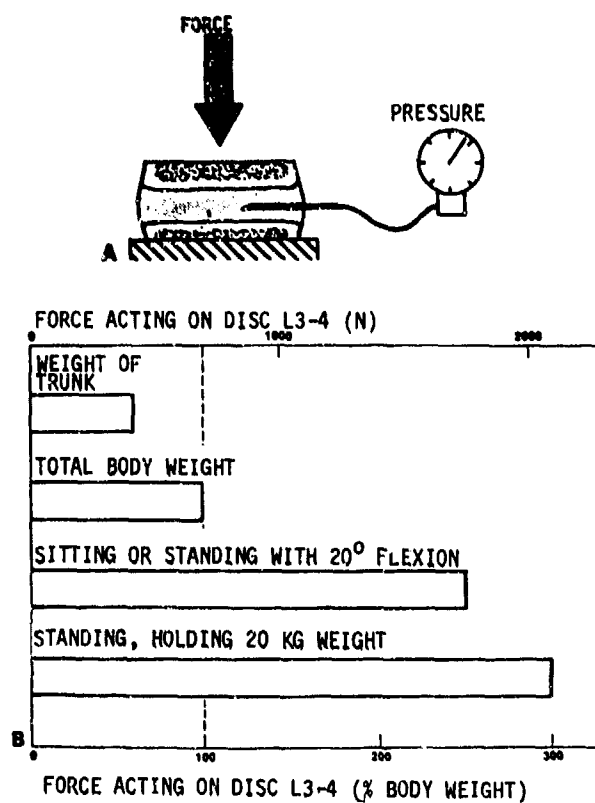 FORCE
PRESSURE
A
FORCE ACTING ON DISC L3-4 (N)
0 1000 2000
WEIGHT OF
TRUNK
TOTAL BODY WEIGHT
SITTING OR STANDING WITH 20° FLEXION
STANDING, HOLDING 20 KG WEIGHT
B
0 100 200 300
FORCE ACTING ON DISC L3-4 (% BODY WEIGHT)